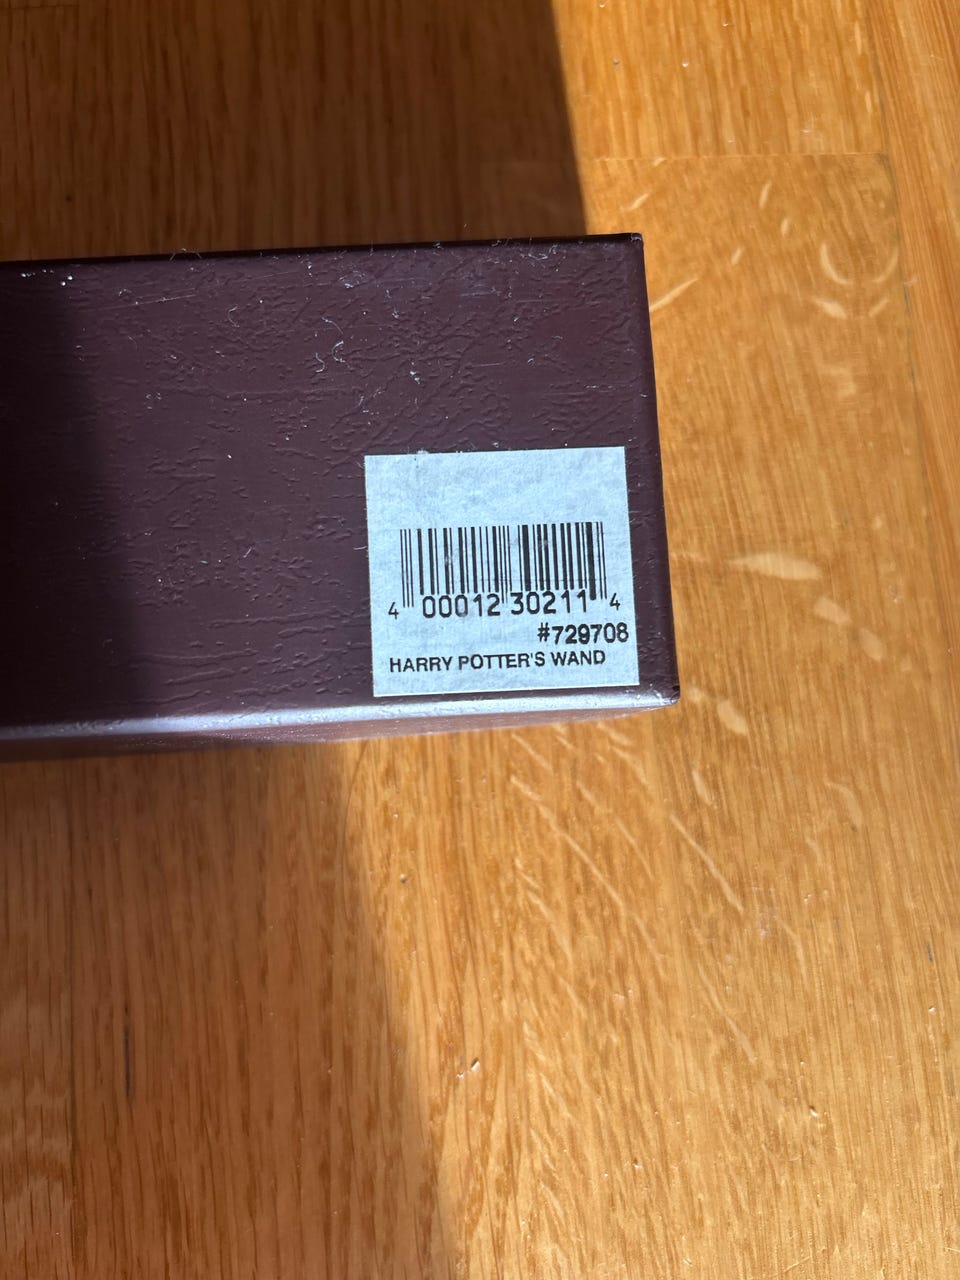 4 00012 30211 4
#729708
HARRY POTTER'S WAND